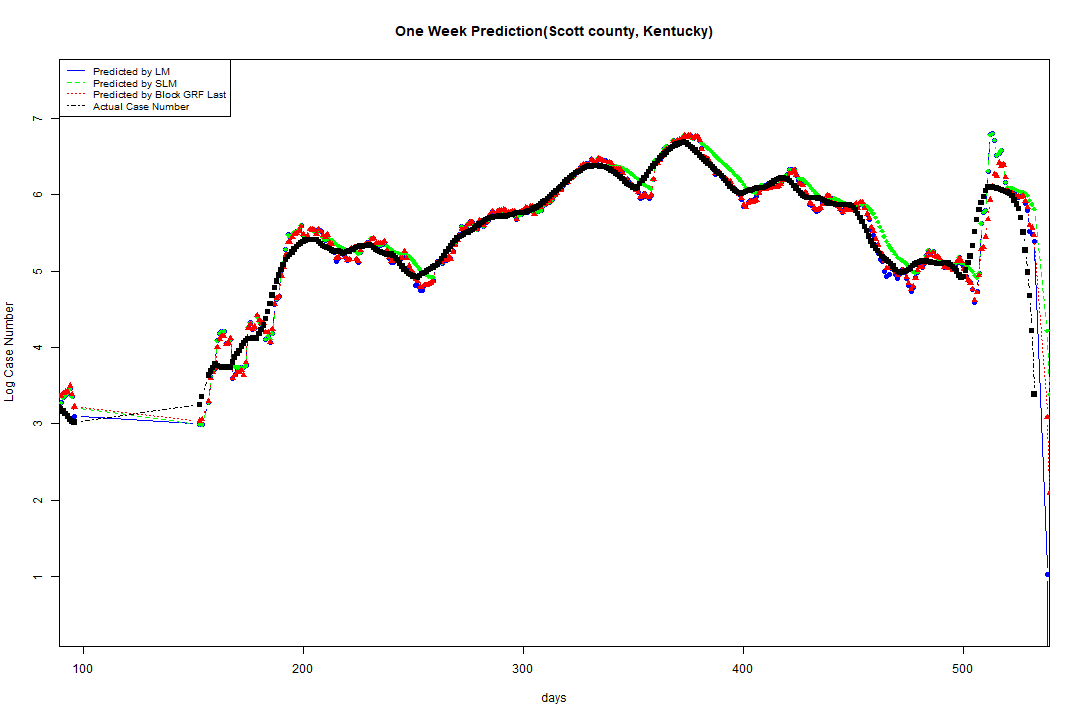 One Week Prediction(Scott county, Kentucky)
Predicted by LM
Predicted by SLM
Predicted by Block GRF Last
Actual Case Number
7
6
5
4
3
2
1
Log Case Number
100 200 300 400 500
days